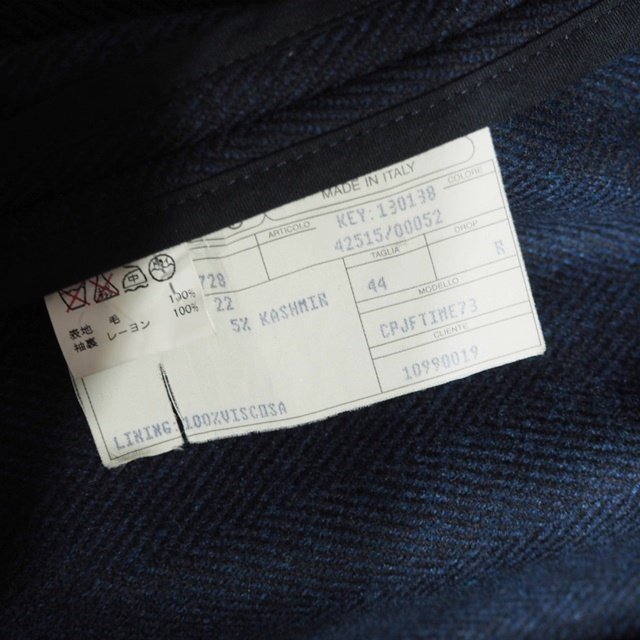 MADE IN ITALY
KEY:130138
ARTICOLO
COLORE
728
42515/00052
22
TAGLIA
DROP
5% KASHMIR
44
R
MODELLO
CPJFTIME73
CLIENTE
10990019
LINING:100%VISCOSA
表地 毛 100%
袖裏 レーヨン 100%